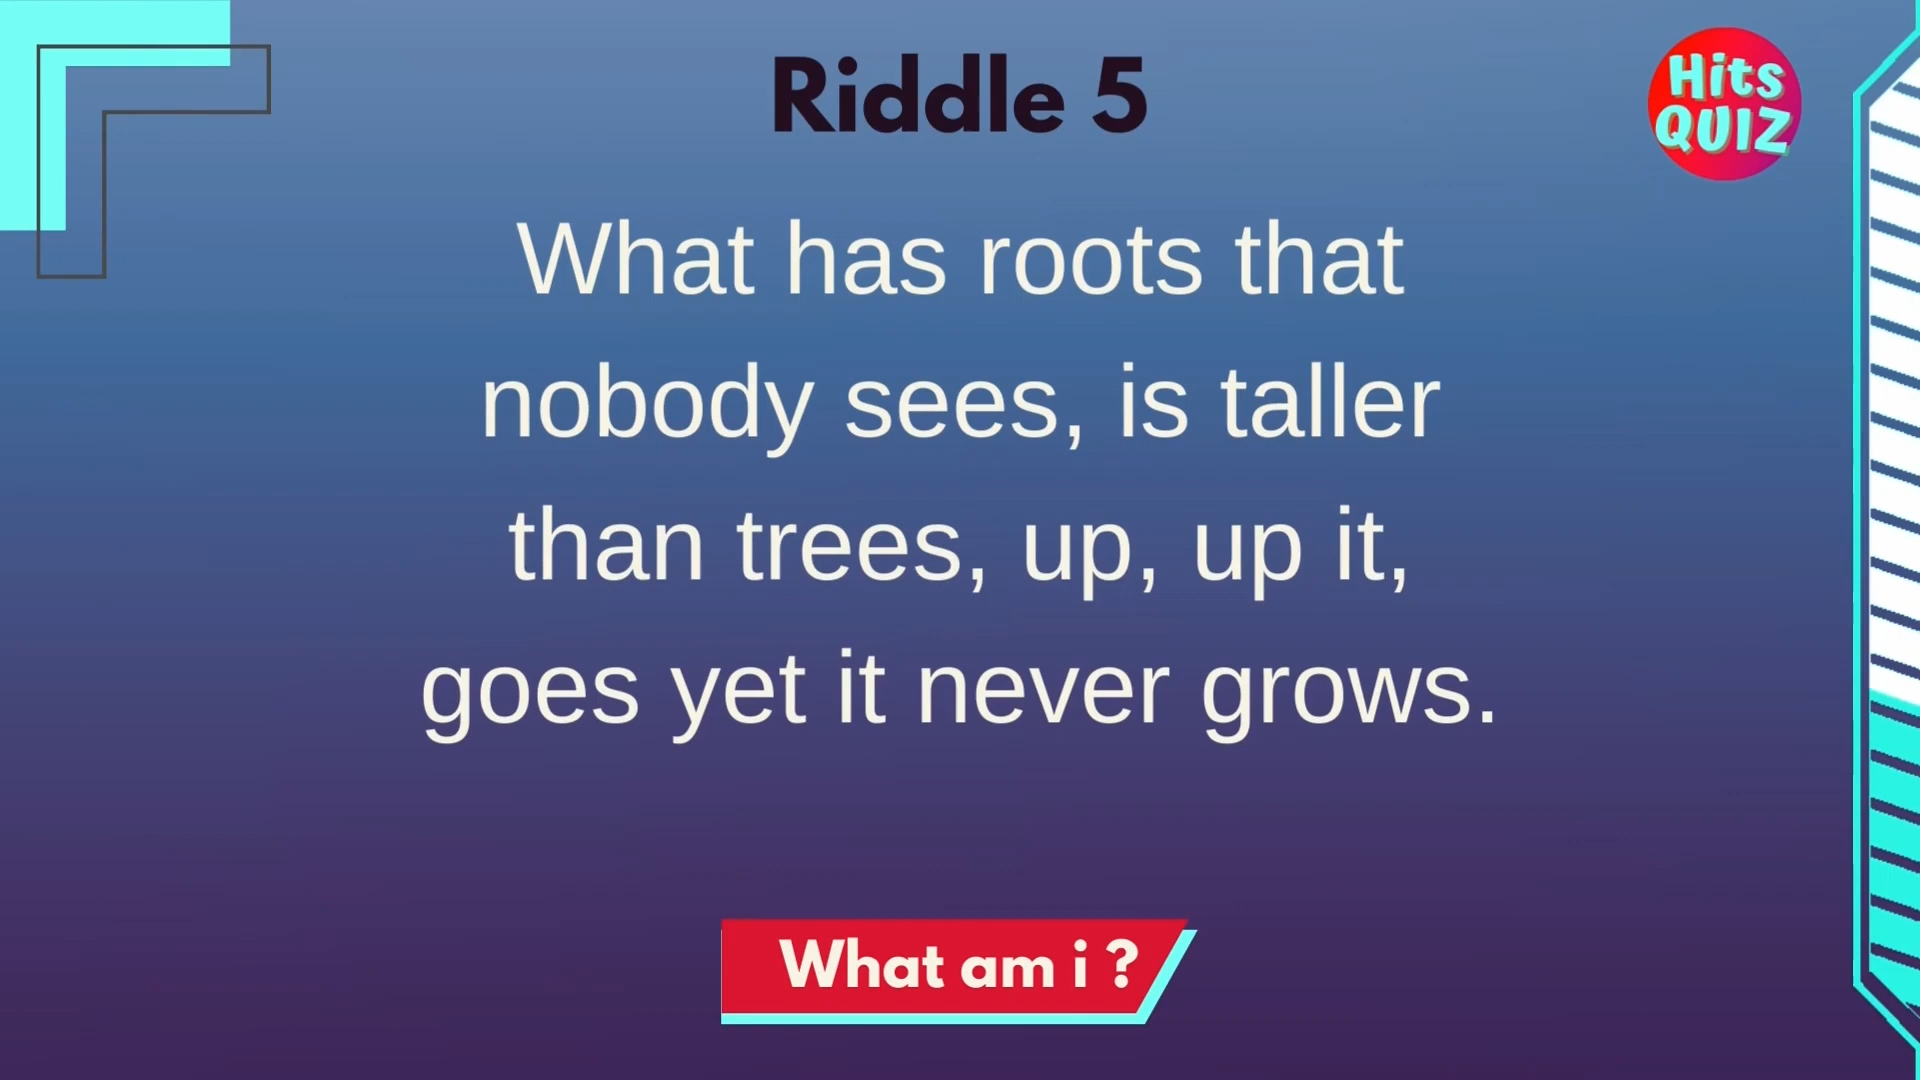 Riddle 5
Hits
QUIZ
What has roots that
nobody sees, is taller
than trees, up, up it,
goes yet it never grows.
What am i ?